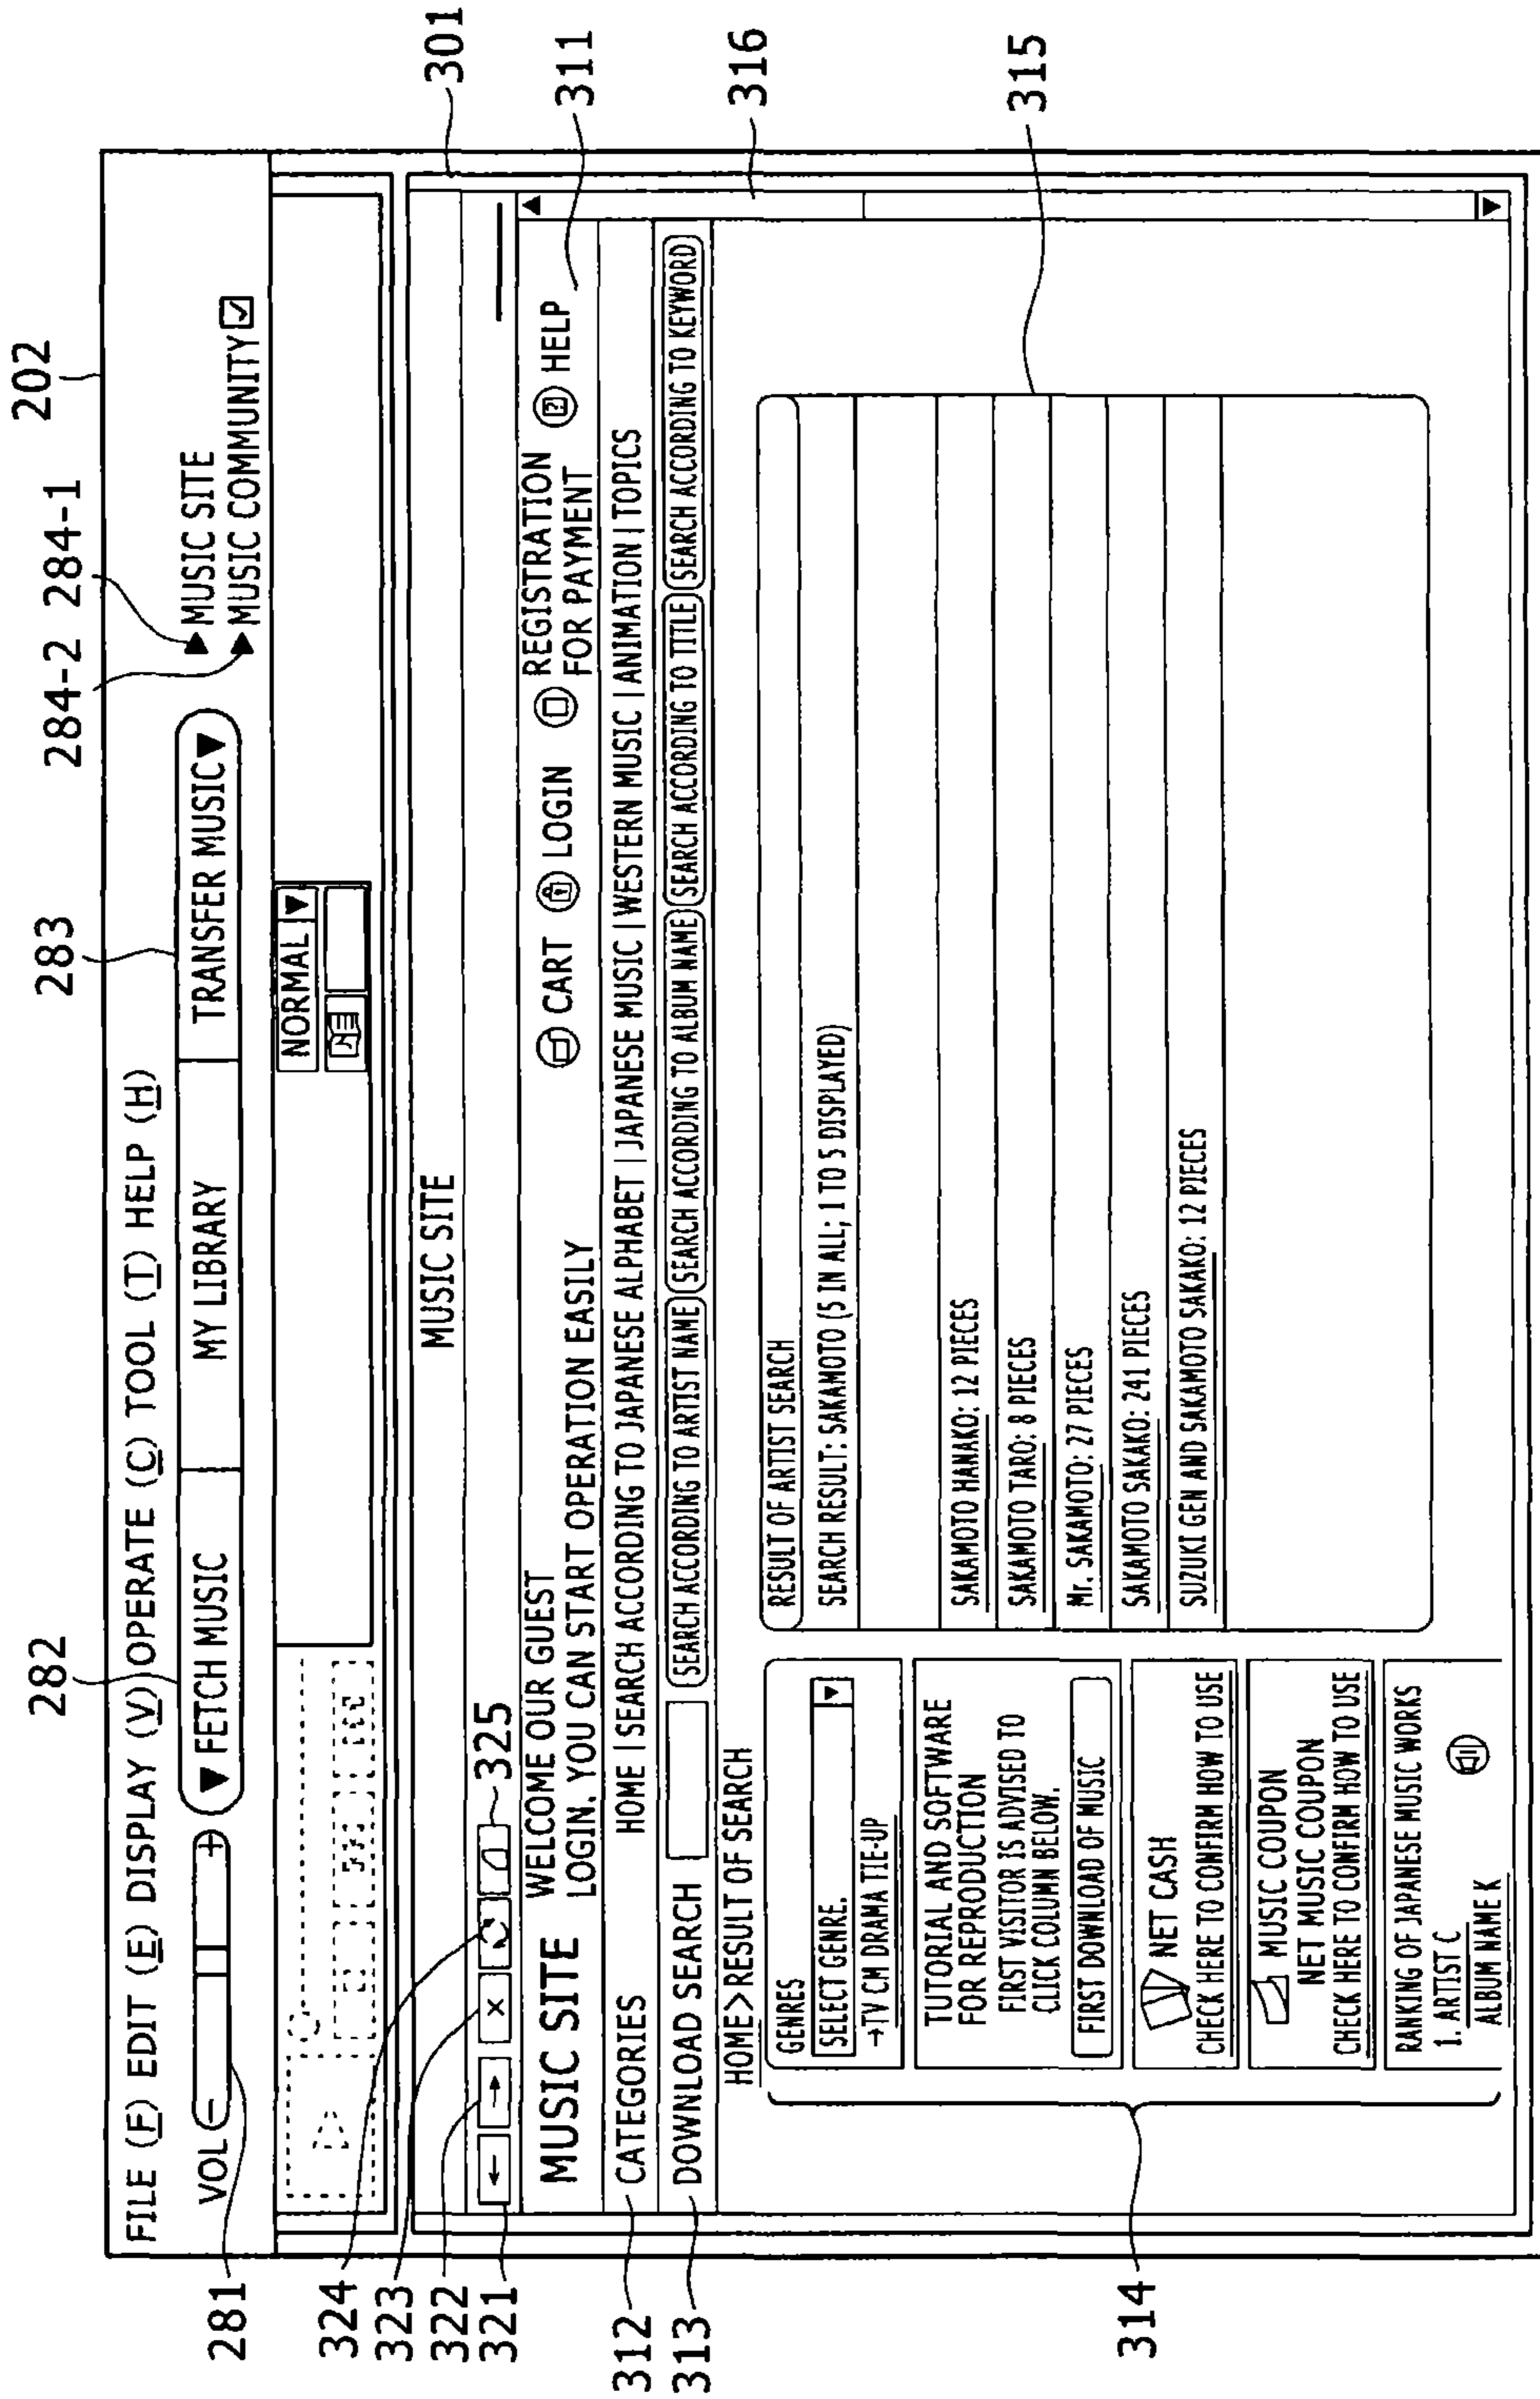 202
284-2 284-1
283
282
FILE (F) EDIT (E) DISPLAY (V) OPERATE (C) TOOL (T) HELP (H)
VOL − +
▼ FETCH MUSIC
MY LIBRARY
TRANSFER MUSIC ▼
▶ MUSIC SITE
▶ MUSIC COMMUNITY
281
NORMAL ▼
MUSIC SITE
301
324
323
322
321
← → ×
325
MUSIC SITE
WELCOME OUR GUEST
LOGIN, YOU CAN START OPERATION EASILY
CART
LOGIN
REGISTRATION
FOR PAYMENT
? HELP
311
312
CATEGORIES
HOME | SEARCH ACCORDING TO JAPANESE ALPHABET | JAPANESE MUSIC | WESTERN MUSIC | ANIMATION | TOPICS
313
DOWNLOAD SEARCH
SEARCH ACCORDING TO ARTIST NAME
SEARCH ACCORDING TO ALBUM NAME
SEARCH ACCORDING TO TITLE
SEARCH ACCORDING TO KEYWORD
316
HOME>RESULT OF SEARCH
GENRES
SELECT GENRE. ▼
→TV CM DRAMA TIE-UP
TUTORIAL AND SOFTWARE
FOR REPRODUCTION
FIRST VISITOR IS ADVISED TO
CLICK COLUMN BELOW.
FIRST DOWNLOAD OF MUSIC
NET CASH
CHECK HERE TO CONFIRM HOW TO USE
MUSIC COUPON
NET MUSIC COUPON
CHECK HERE TO CONFIRM HOW TO USE
RANKING OF JAPANESE MUSIC WORKS
1. ARTIST C
ALBUM NAME K
314
RESULT OF ARTIST SEARCH
SEARCH RESULT: SAKAMOTO (5 IN ALL; 1 TO 5 DISPLAYED)
SAKAMOTO HANAKO: 12 PIECES
SAKAMOTO TARO: 8 PIECES
Mr. SAKAMOTO: 27 PIECES
SAKAMOTO SAKAKO: 241 PIECES
SUZUKI GEN AND SAKAMOTO SAKAKO: 12 PIECES
315